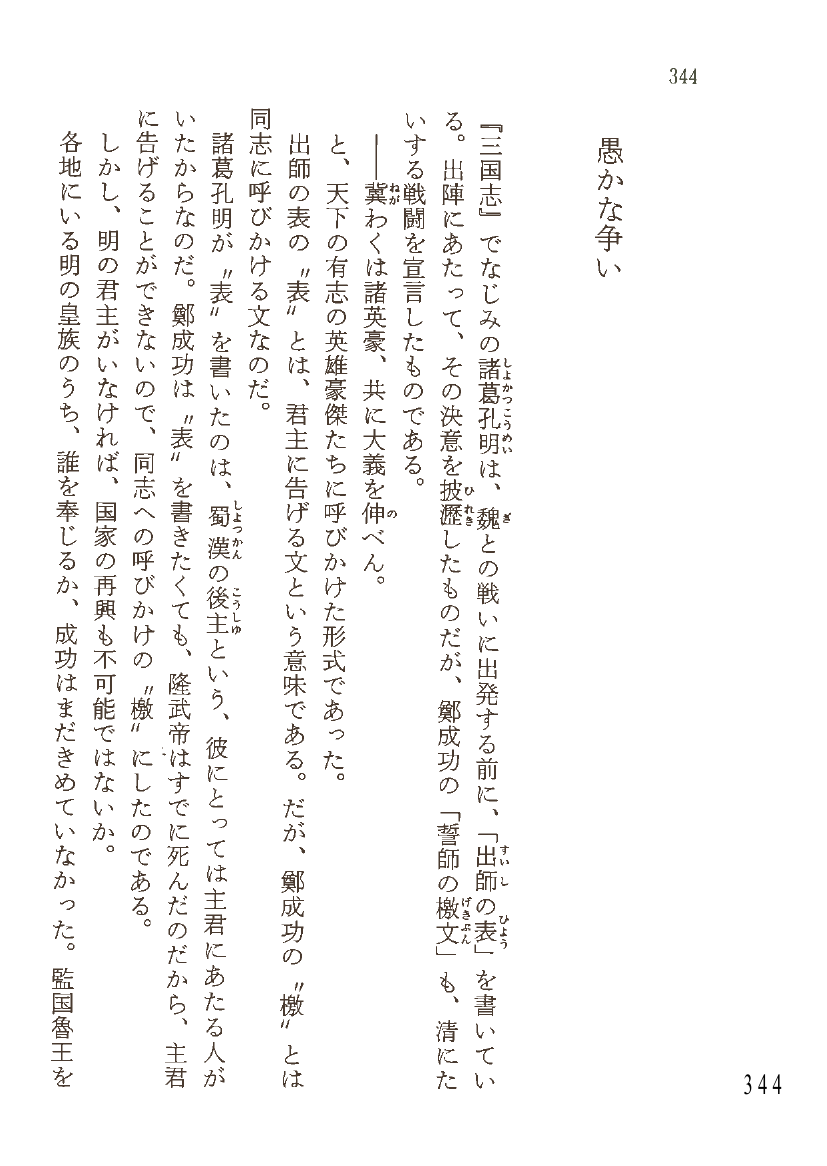 344
愚かな争い
『三国志』でなじみの諸葛孔明は、魏との戦いに出発する前に、「出師の表」を書いてい
る。出陣にあたって、その決意を披瀝したものだが、鄭成功の「誓師の檄文」も、清にた
いする戦闘を宣言したものである。
──冀わくは諸英豪、共に大義を伸べん。
と、天下の有志の英雄豪傑たちに呼びかけた形式であった。
出師の表の〝表〟とは、君主に告げる文という意味である。だが、鄭成功の〝檄〟とは
同志に呼びかける文なのだ。
諸葛孔明が〝表〟を書いたのは、蜀漢の後主という、彼にとっては主君にあたる人が
いたからなのだ。鄭成功は〝表〟を書きたくても、隆武帝はすでに死んだのだから、主君
に告げることができないので、同志への呼びかけの〝檄〟にしたのである。
しかし、明の君主がいなければ、国家の再興も不可能ではないか。
各地にいる明の皇族のうち、誰を奉じるか、成功はまだきめていなかった。監国魯王を
344